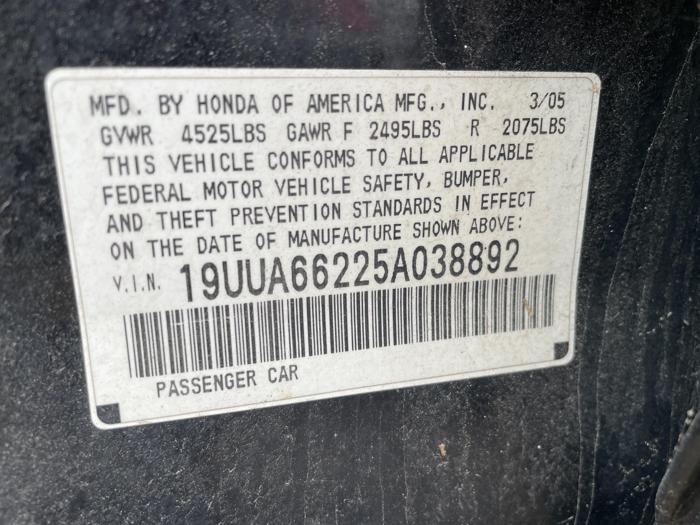 MFD. BY HONDA OF AMERICA MFG., INC. 3/05
GVWR 4525LBS GAWR F 2495LBS R 2075LBS
THIS VEHICLE CONFORMS TO ALL APPLICABLE
FEDERAL MOTOR VEHICLE SAFETY, BUMPER,
AND THEFT PREVENTION STANDARDS IN EFFECT
ON THE DATE OF MANUFACTURE SHOWN ABOVE:
V.I.N. 19UUA66225A038892
PASSENGER CAR